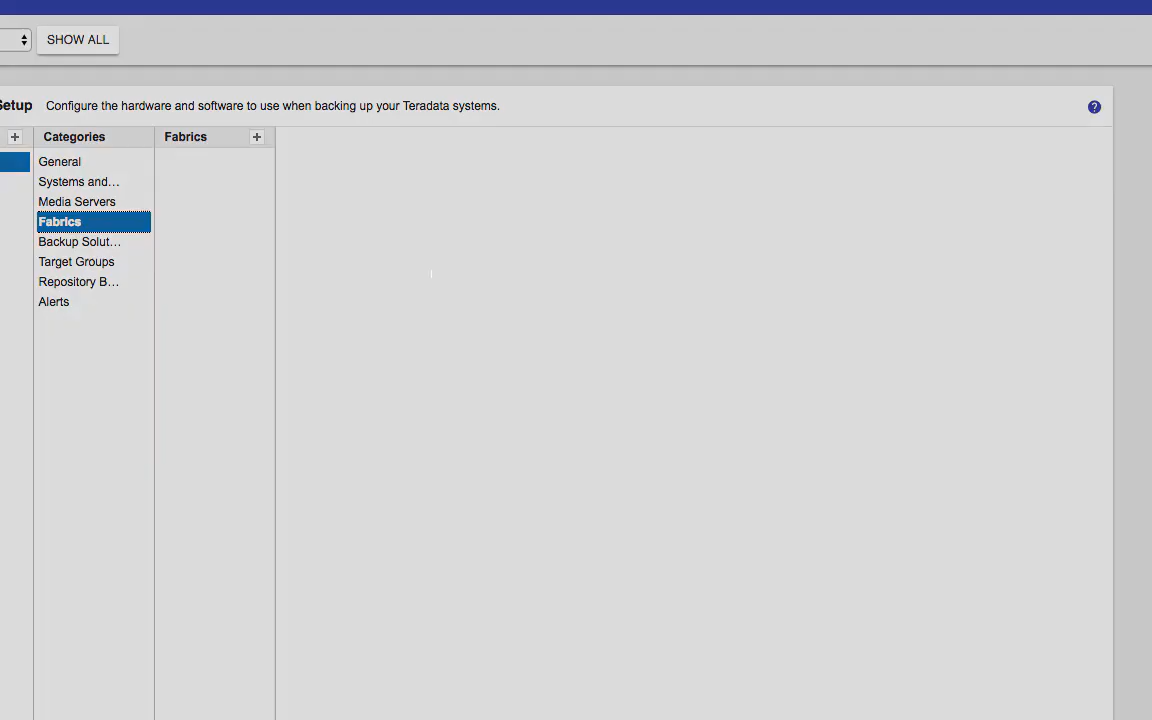 SHOW ALL
Setup Configure the hardware and software to use when backing up your Teradata systems. ?
+ Categories Fabrics +
General
Systems and...
Media Servers
Fabrics
Backup Solut...
Target Groups
Repository B...
Alerts